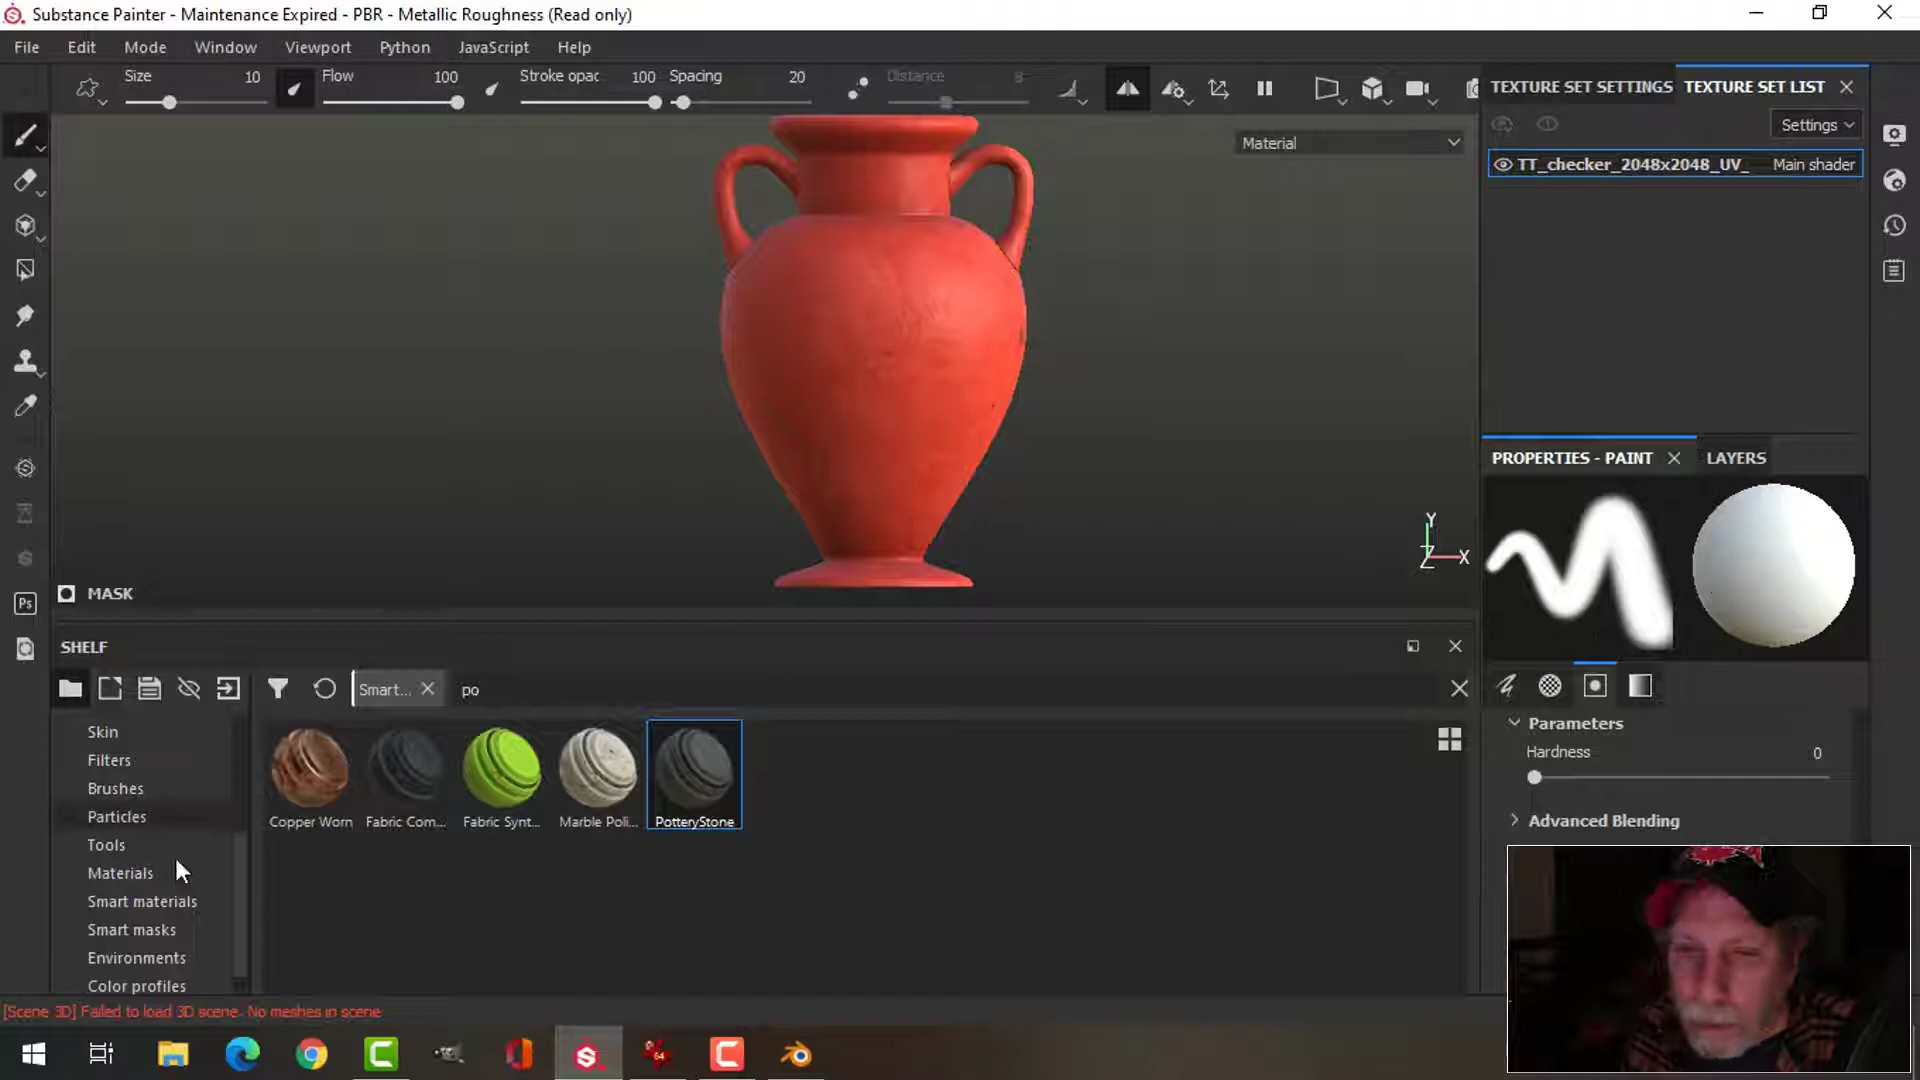 Substance Painter - Maintenance Expired - PBR - Metallic Roughness (Read only)
File Edit Mode Window Viewport Python JavaScript Help
Size 10 Flow 100 Stroke opac 100 Spacing 20 Distance 8
TEXTURE SET SETTINGS TEXTURE SET LIST
Settings
Material
TT_checker_2048x2048_UV_ Main shader
PROPERTIES - PAINT LAYERS
Y
Z X
MASK
Ps
SHELF
Smart... po
Skin
Filters
Brushes
Particles
Tools
Materials
Smart materials
Smart masks
Environments
Color profiles
Copper Worn Fabric Com... Fabric Synt... Marble Poli... PotteryStone
Parameters
Hardness 0
Advanced Blending
[Scene 3D] Failed to load 3D scene. No meshes in scene
64